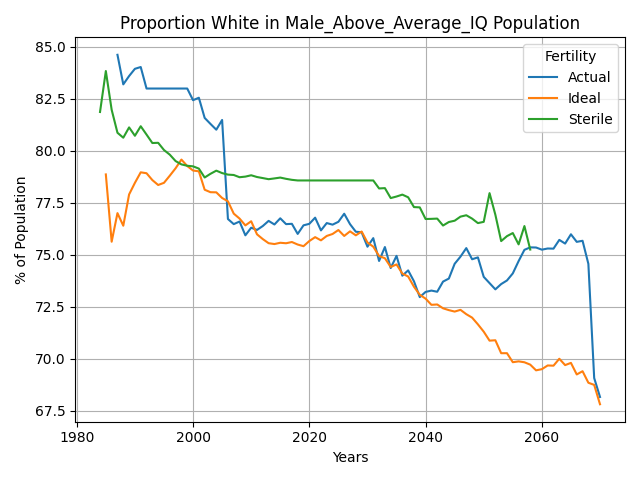 Proportion White in Male_Above_Average_IQ Population
Fertility
Actual
Ideal
Sterile
% of Population
85.0
82.5
80.0
77.5
75.0
72.5
70.0
67.5
1980
2000
2020
2040
2060
Years